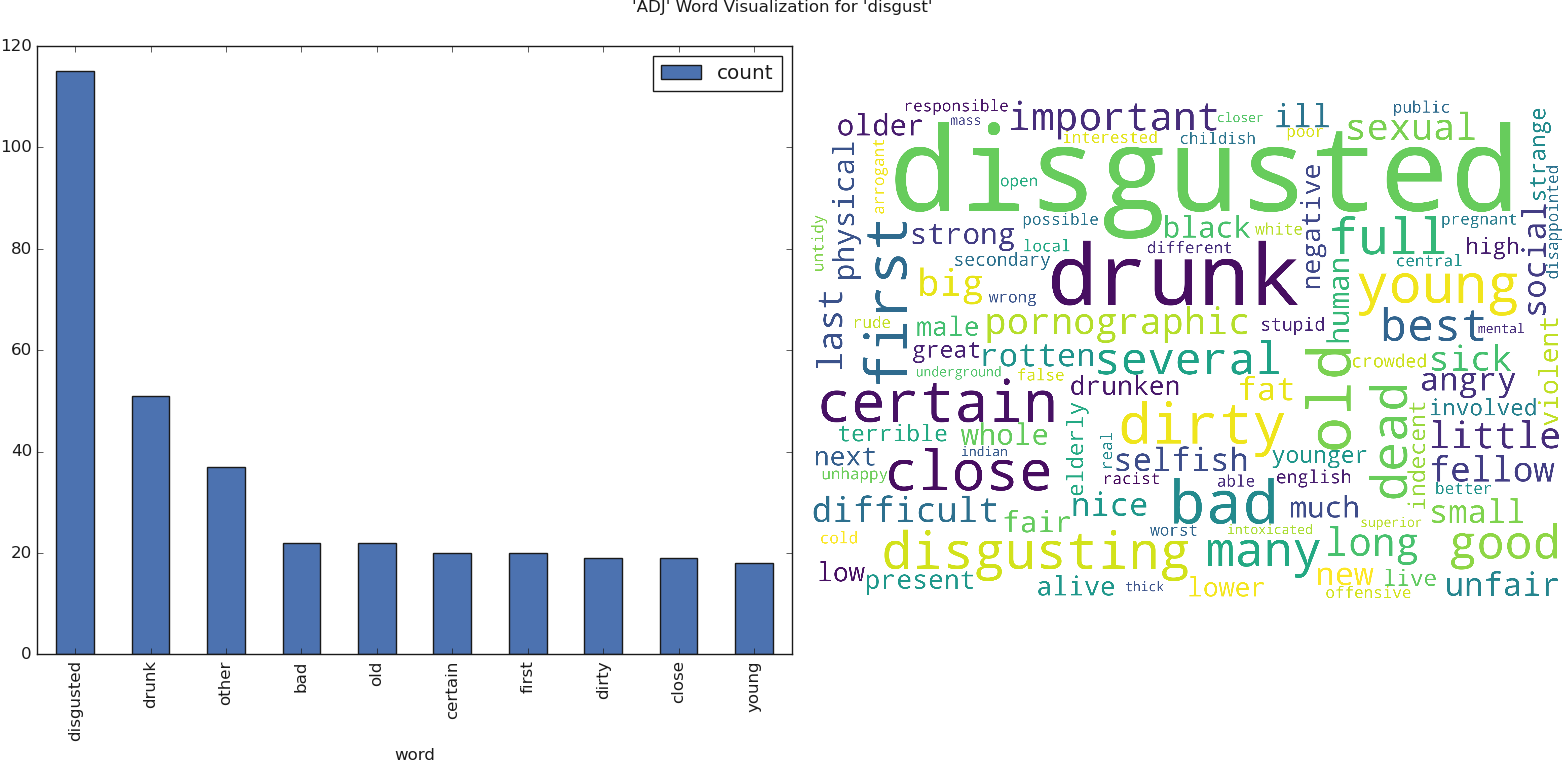 'ADJ' Word Visualization for 'disgust'
120
100
80
60
40
20
0
count
disgusted
drunk
other
bad
old
certain
first
dirty
close
young
word
responsible
mass
important
closer
ill
public
older
interested
childish
poor
sexual
strange
disgusted
physical
arrogant
open
negative
social
disappointed
untidy
first
strong
possible
black
white
full
pregnant
local
different
high
secondary
central
big
wrong
drunk
human
young
last
rude
male
pornographic
stupid
best
mental
great
rotten
several
old
crowded
sick
violent
underground
false
drunken
fat
angry
certain
dirty
dead
indecent
involved
terrible
whole
elderly
real
little
next
indian
selfish
younger
unhappy
close
racist
able
english
fellow
better
difficult
fair
nice
bad
much
small
cold
worst
intoxicated
superior
disgusting
many
long
good
low
present
alive
thick
lower
new
live
offensive
unfair